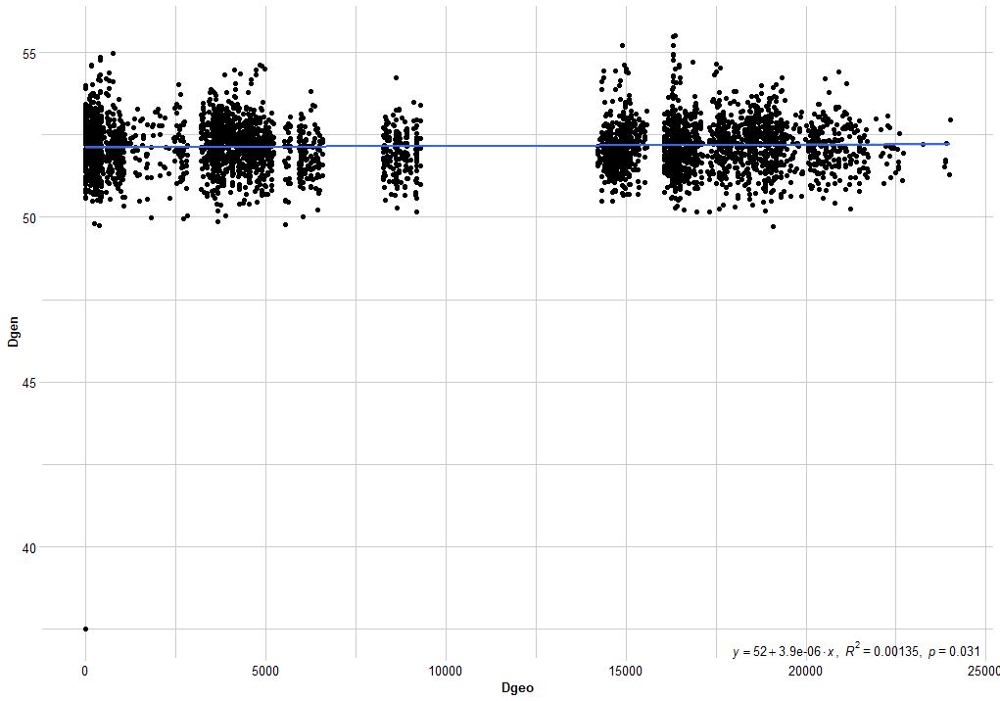 55
50
45
40
Dgen
y = 52 + 3.9e-06 · x, R² = 0.00135, p = 0.031
0 5000 10000 15000 20000 25000
Dgeo